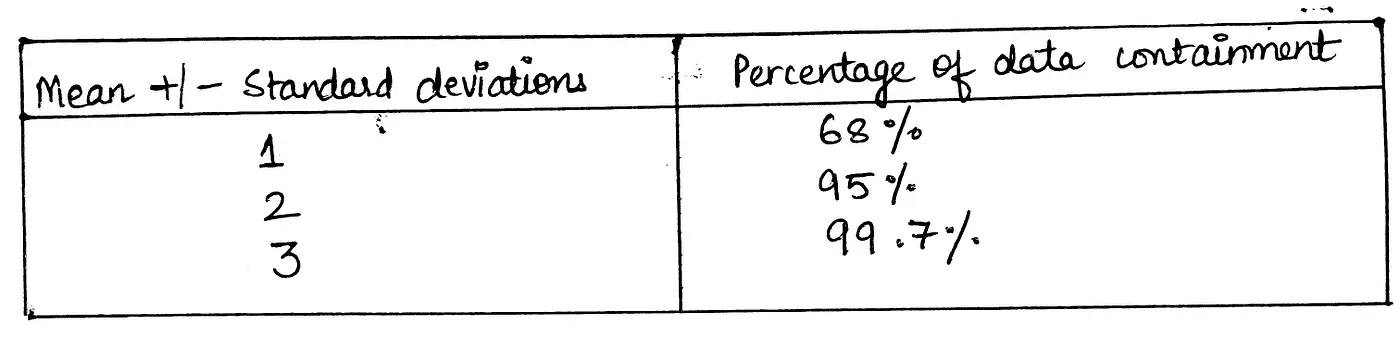 Mean +/- Standard deviations Percentage of data containment
1 68%
2 95%
3 99.7%